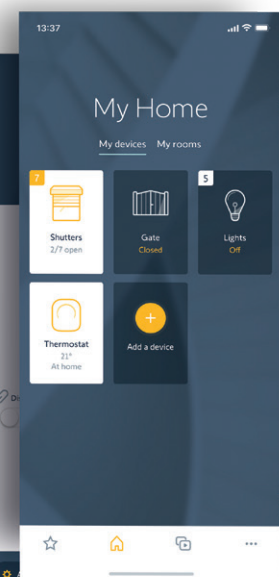 13:37
My Home
My devices My rooms
7
Shutters
2/7 open
Gate
Closed
5
Lights
Off
Thermostat
21°
At home
Add a device